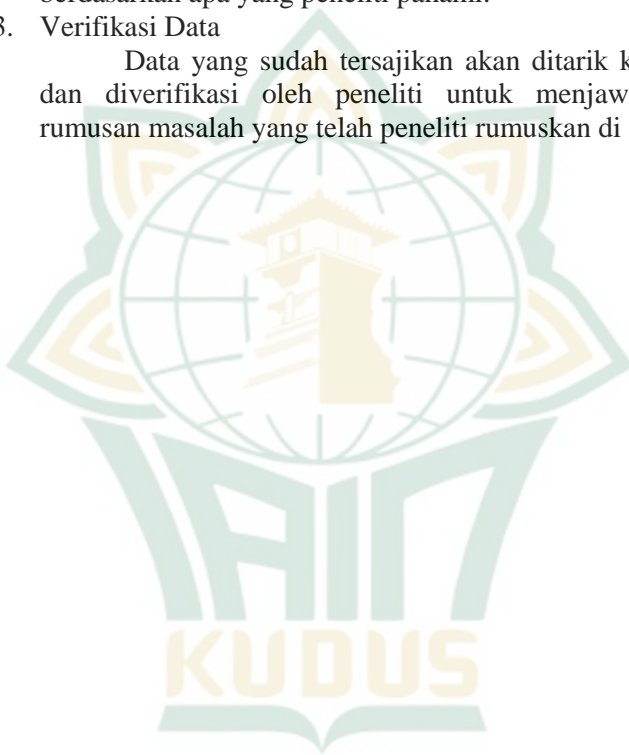 berdasarkan apa yang peneliti pahami.
3. Verifikasi Data
Data yang sudah tersajikan akan ditarik
dan diverifikasi oleh peneliti untuk
rumusan masalah yang telah peneliti rumuskan di
IAIN
KUDUS